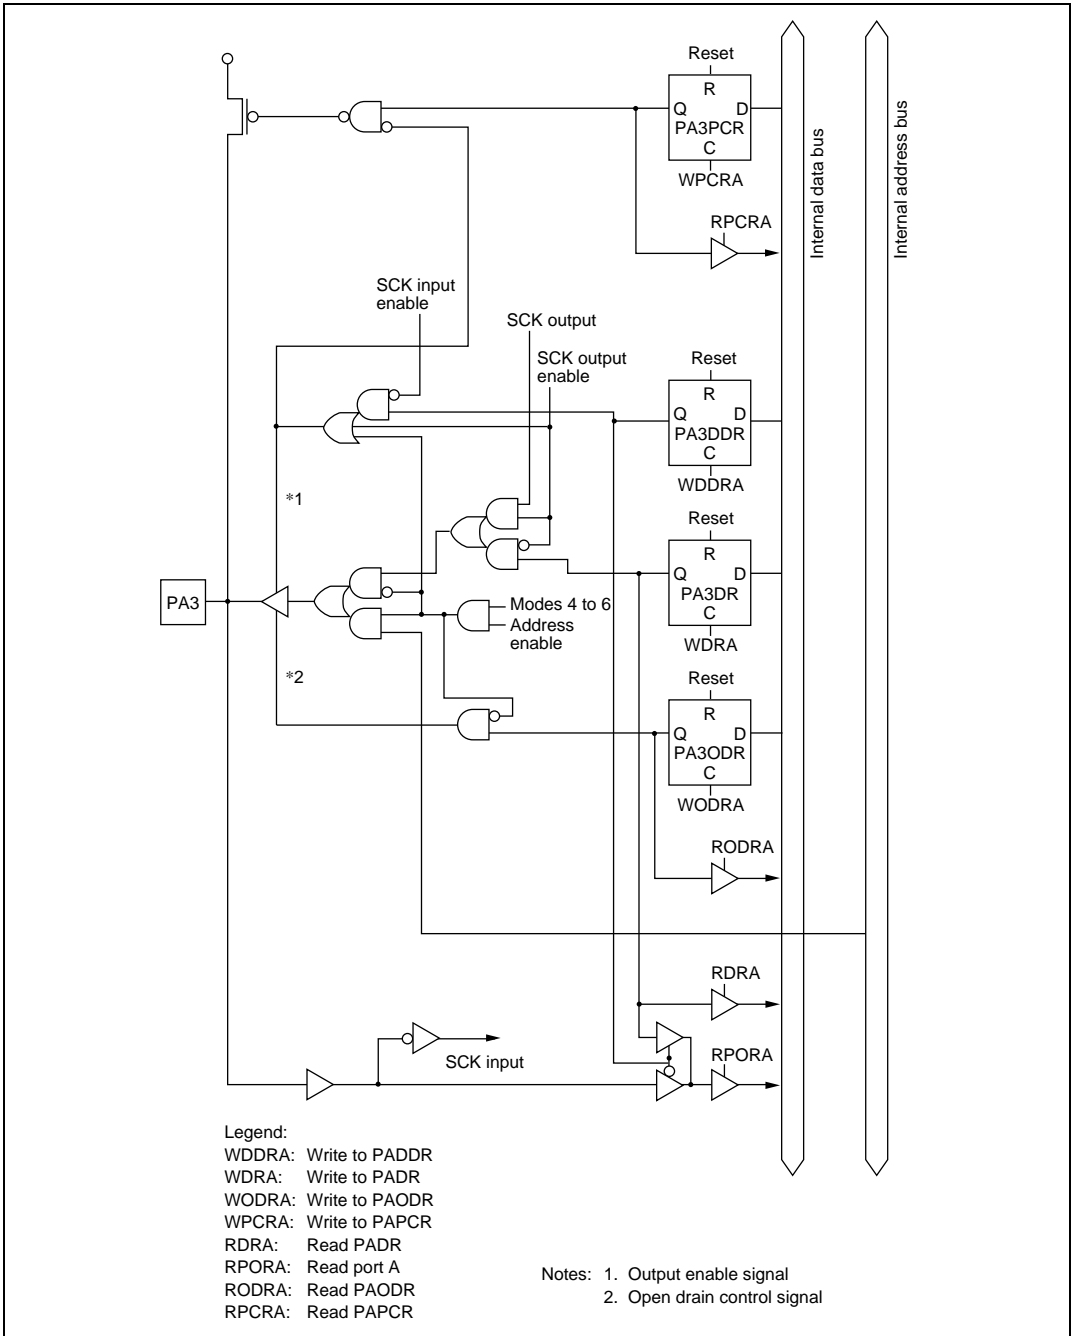 Reset
R
Q D
PA3PCR
C
WPCRA
Internal data bus
Internal address bus
RPCRA
SCK input
enable
SCK output
SCK output
enable
Reset
R
Q D
PA3DDR
C
WDDRA
*1
Reset
R
Q D
PA3DR
C
WDRA
PA3
Modes 4 to 6
Address
enable
*2
Reset
R
Q D
PA3ODR
C
WODRA
RODRA
RDRA
SCK input
RPORA
Legend:
WDDRA: Write to PADDR
WDRA: Write to PADR
WODRA: Write to PAODR
WPCRA: Write to PAPCR
RDRA: Read PADR
RPORA: Read port A
RODRA: Read PAODR
RPCRA: Read PAPCR
Notes: 1. Output enable signal
2. Open drain control signal